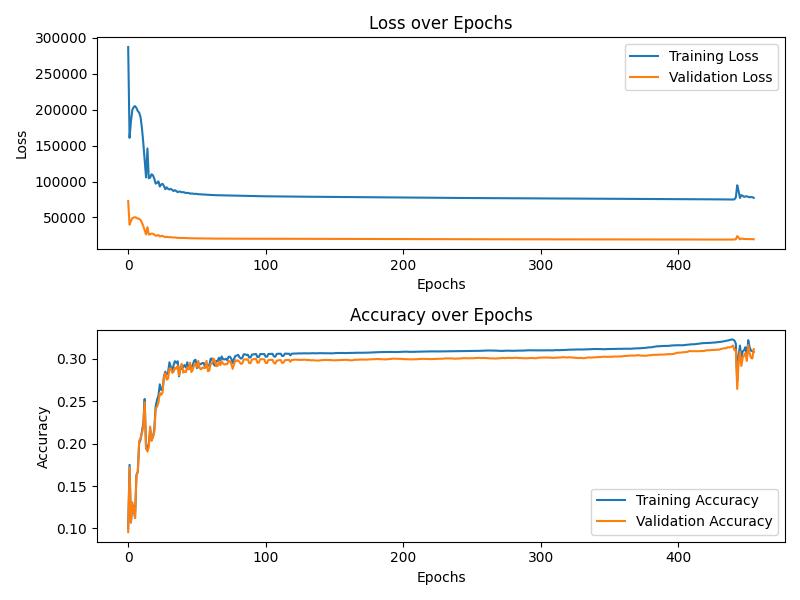 Loss over Epochs
300000
250000
200000
150000
100000
50000
Loss
Training Loss
Validation Loss
0 100 200 300 400
Epochs
Accuracy over Epochs
0.30
0.25
0.20
0.15
0.10
Accuracy
Training Accuracy
Validation Accuracy
0 100 200 300 400
Epochs